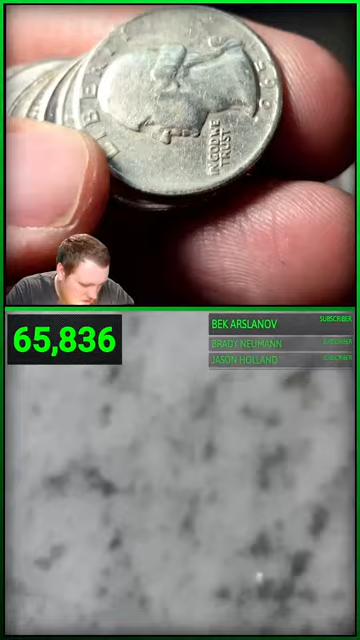 LIBERTY
IN GOD WE
TRUST
65,836
BEK ARSLANOV SUBSCRIBER
BRADY NEUMANN SUBSCRIBER
JASON HOLLAND SUBSCRIBER